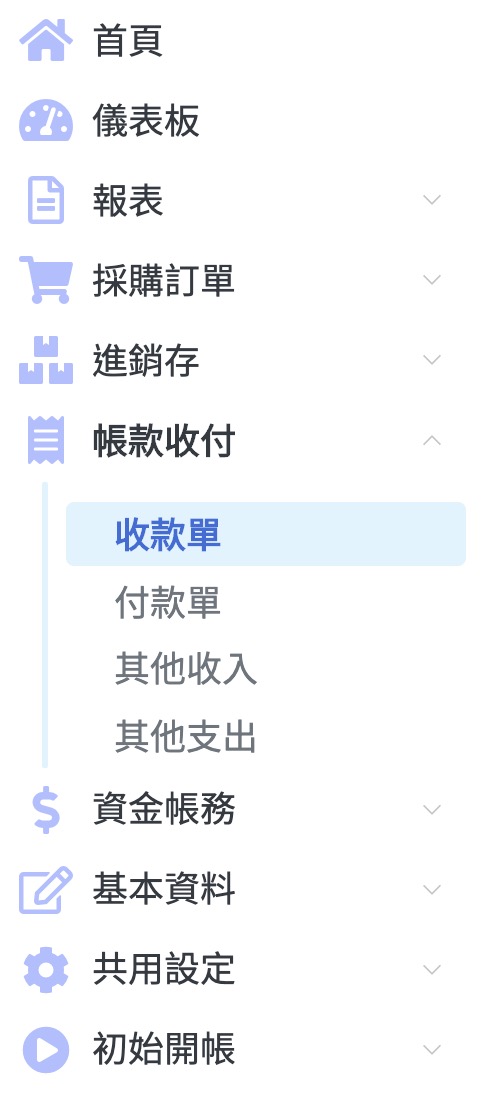 首頁
儀表板
報表
採購訂單
進銷存
帳款收付
收款單
付款單
其他收入
其他支出
資金帳務
基本資料
共用設定
初始開帳